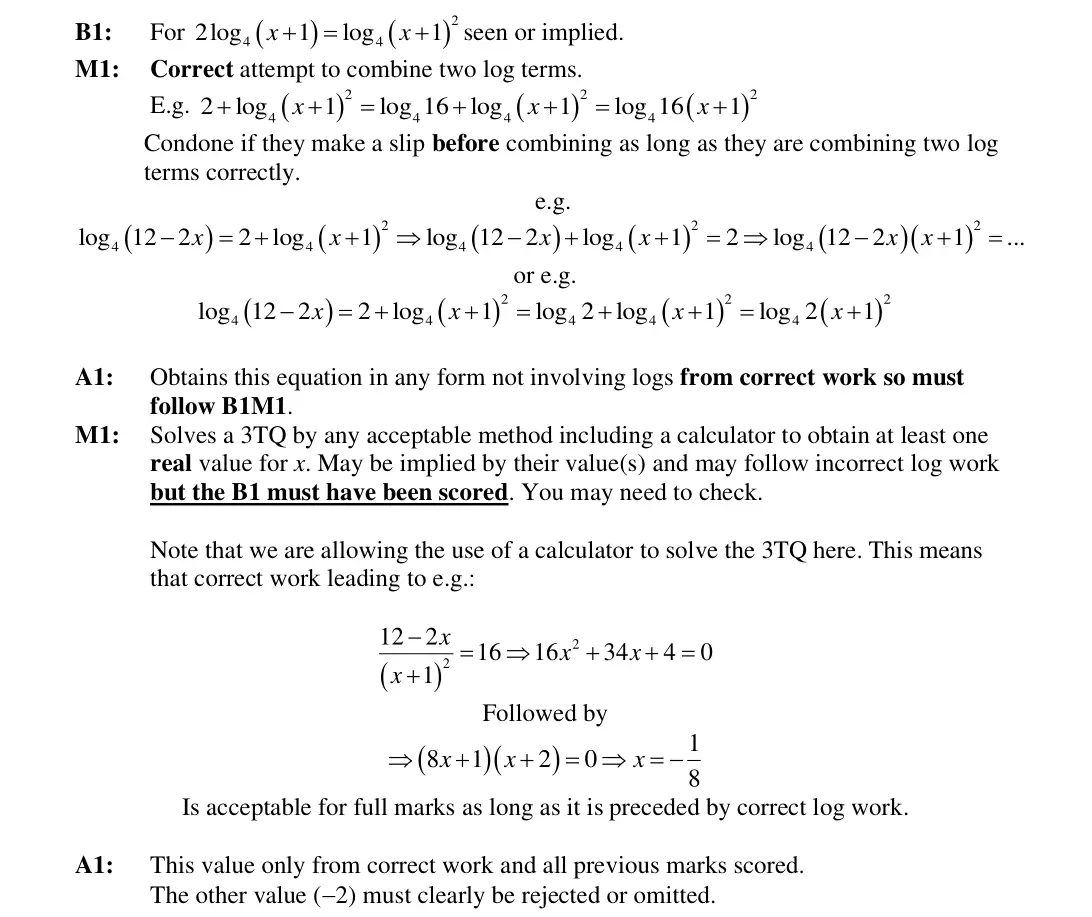 B1: For 2log₄(x+1)=log₄(x+1)² seen or implied.
M1: Correct attempt to combine two log terms.
E.g. 2+log₄(x+1)²=log₄16+log₄(x+1)²=log₄16(x+1)²
Condone if they make a slip before combining as long as they are combining two log
terms correctly.
e.g.
log₄(12−2x)=2+log₄(x+1)²⇒log₄(12−2x)+log₄(x+1)²=2⇒log₄(12−2x)(x+1)²=...
or e.g.
log₄(12−2x)=2+log₄(x+1)²=log₄2+log₄(x+1)²=log₄2(x+1)²
A1: Obtains this equation in any form not involving logs from correct work so must
follow B1M1.
M1: Solves a 3TQ by any acceptable method including a calculator to obtain at least one
real value for x. May be implied by their value(s) and may follow incorrect log work
but the B1 must have been scored. You may need to check.
Note that we are allowing the use of a calculator to solve the 3TQ here. This means
that correct work leading to e.g.:
(12−2x)/(x+1)²=16⇒16x²+34x+4=0
Followed by
⇒(8x+1)(x+2)=0⇒x=−1/8
Is acceptable for full marks as long as it is preceded by correct log work.
A1: This value only from correct work and all previous marks scored.
The other value (–2) must clearly be rejected or omitted.